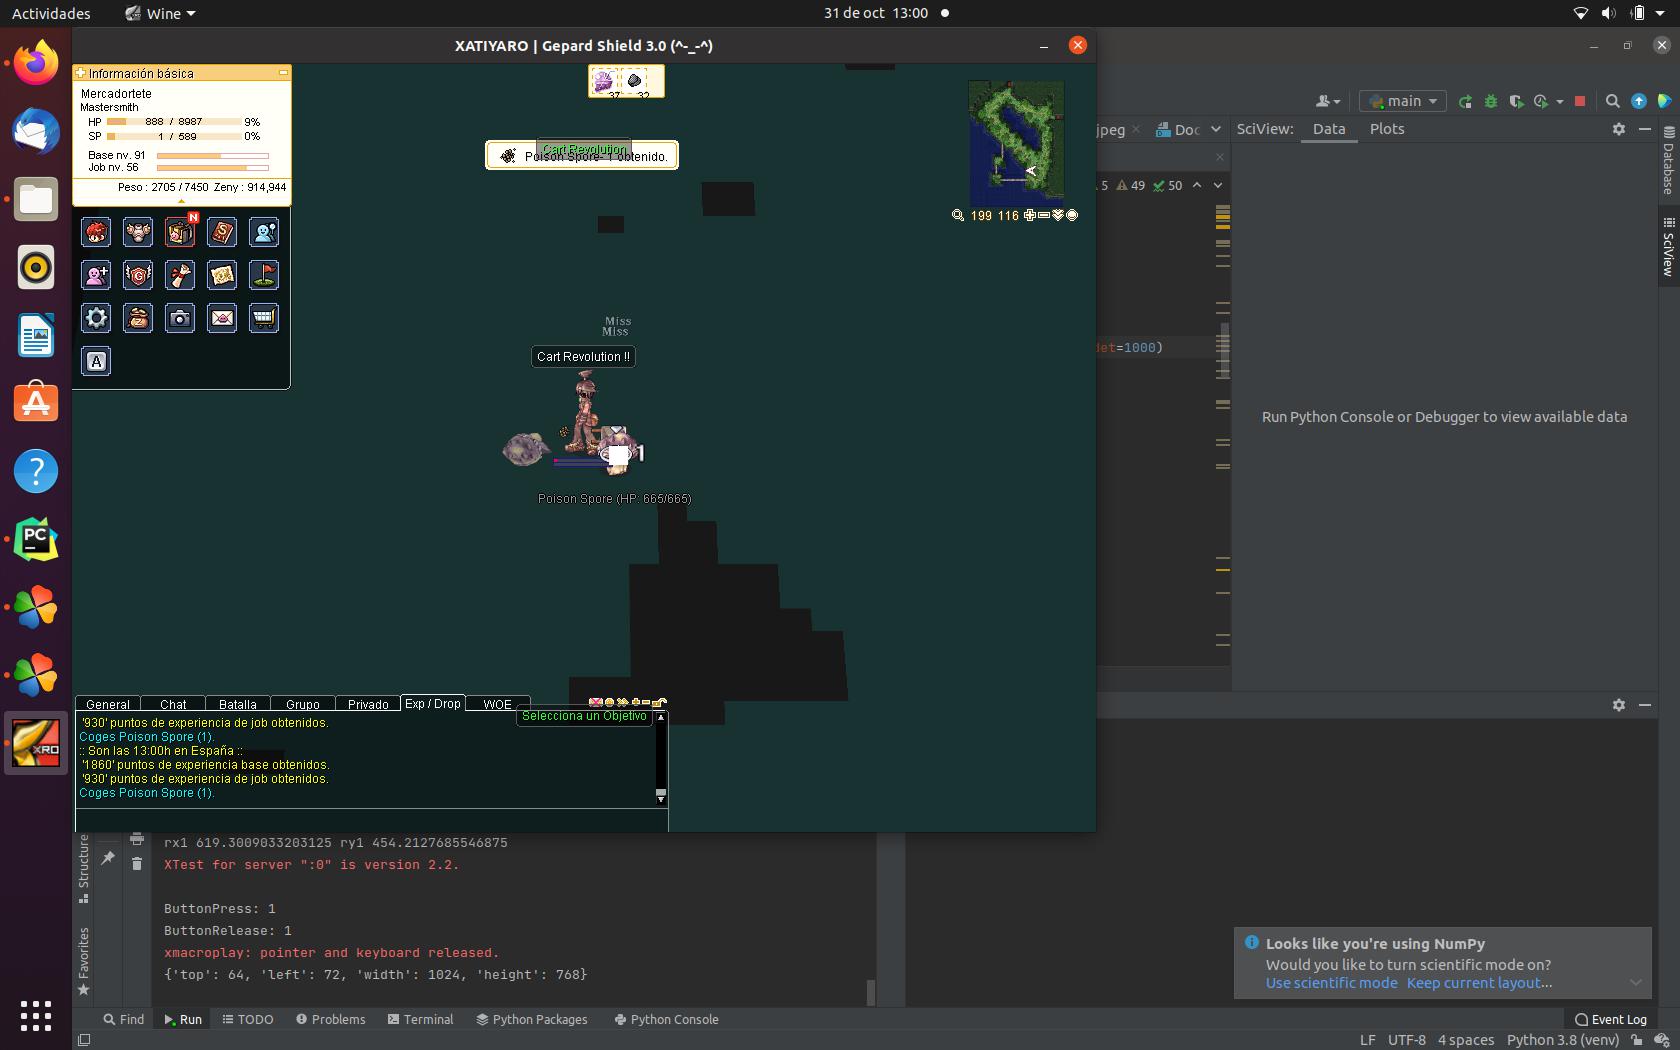 Actividades
Wine
31 de oct 13:00
XATIYARO | Gepard Shield 3.0 (^-_-^)
Información básica
Mercadortete
Mastersmith
HP 888 / 8987 9%
SP 1 / 589 0%
Base nv. 91
Job nv. 56
Peso : 2705 / 7450 Zeny : 914,944
N
A
37 32
Cart Revolution
Poison Spore- 1 obtenido.
199 116
Miss
Miss
Cart Revolution !!
1
Poison Spore (HP: 665/665)
General Chat Batalla Grupo Privado Exp / Drop WOE
Selecciona un Objetivo
'930' puntos de experiencia de job obtenidos.
Coges Poison Spore (1).
:: Son las 13:00h en España ::
'1860' puntos de experiencia base obtenidos.
'930' puntos de experiencia de job obtenidos.
Coges Poison Spore (1).
main
jpeg
Doc
SciView: Data Plots
5 49 50
det=1000)
Run Python Console or Debugger to view available data
Database
SciView
Structure
Favorites
rx1 619.3009033203125 ry1 454.2127685546875
XTest for server ":0" is version 2.2.
ButtonPress: 1
ButtonRelease: 1
xmacroplay: pointer and keyboard released.
{'top': 64, 'left': 72, 'width': 1024, 'height': 768}
Looks like you're using NumPy
Would you like to turn scientific mode on?
Use scientific mode Keep current layout...
Find Run TODO Problems Terminal Python Packages Python Console Event Log
LF UTF-8 4 spaces Python 3.8 (venv)
PC
XRO